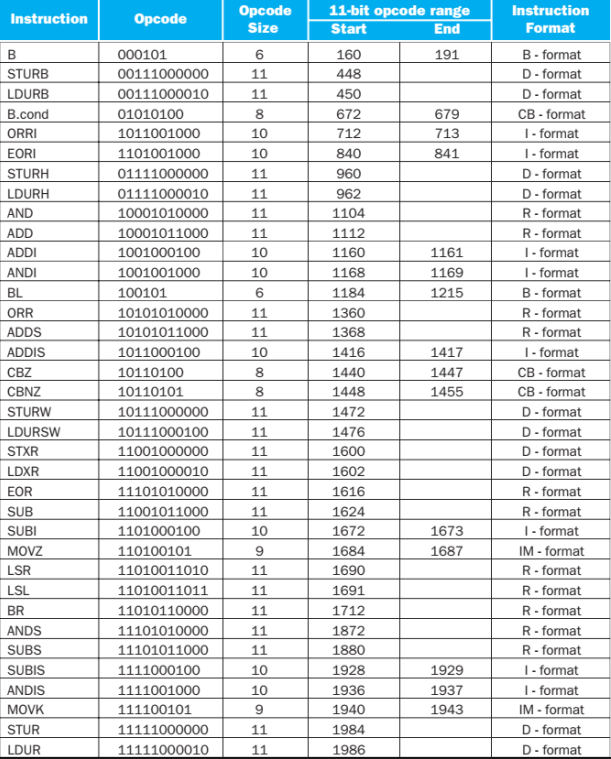 Instruction Opcode Opcode Size 11-bit opcode range Start End Instruction Format
B 000101 6 160 191 B - format
STURB 00111000000 11 448 D - format
LDURB 00111000010 11 450 D - format
B.cond 01010100 8 672 679 CB - format
ORRI 1011001000 10 712 713 I - format
EORI 1101001000 10 840 841 I - format
STURH 01111000000 11 960 D - format
LDURH 01111000010 11 962 D - format
AND 10001010000 11 1104 R - format
ADD 10001011000 11 1112 R - format
ADDI 1001000100 10 1160 1161 I - format
ANDI 1001001000 10 1168 1169 I - format
BL 100101 6 1184 1215 B - format
ORR 10101010000 11 1360 R - format
ADDS 10101011000 11 1368 R - format
ADDIS 1011000100 10 1416 1417 I - format
CBZ 10110100 8 1440 1447 CB - format
CBNZ 10110101 8 1448 1455 CB - format
STURW 10111000000 11 1472 D - format
LDURSW 10111000100 11 1476 D - format
STXR 11001000000 11 1600 D - format
LDXR 11001000010 11 1602 D - format
EOR 11101010000 11 1616 R - format
SUB 11001011000 11 1624 R - format
SUBI 1101000100 10 1672 1673 I - format
MOVZ 110100101 9 1684 1687 IM - format
LSR 11010011010 11 1690 R - format
LSL 11010011011 11 1691 R - format
BR 11010110000 11 1712 R - format
ANDS 11101010000 11 1872 R - format
SUBS 11101011000 11 1880 R - format
SUBIS 1111000100 10 1928 1929 I - format
ANDIS 1111001000 10 1936 1937 I - format
MOVK 111100101 9 1940 1943 IM - format
STUR 11111000000 11 1984 D - format
LDUR 11111000010 11 1986 D - format